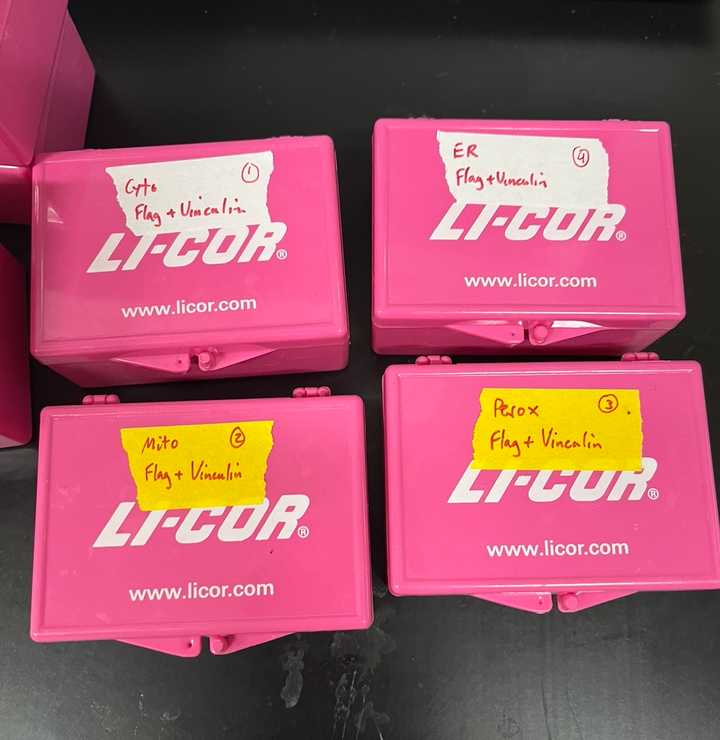 Cyto ①
Flag + Vinculin
LI-COR®
www.licor.com
ER ④
Flag + Vinculin
LI-COR®
www.licor.com
Mito ②
Flag + Vinculin
LI-COR®
www.licor.com
Perox ③
Flag + Vinculin
LI-COR®
www.licor.com